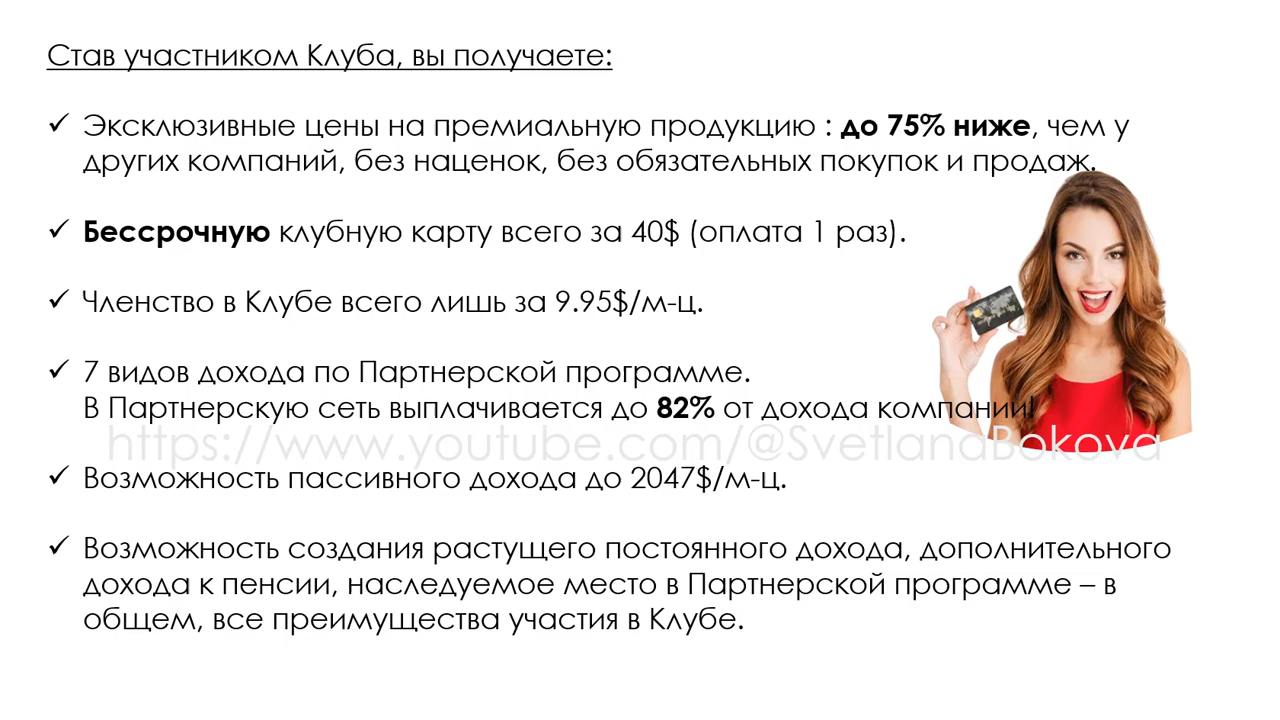 Став участником Клуба, вы получаете:
✓ Эксклюзивные цены на премиальную продукцию : до 75% ниже, чем у
других компаний, без наценок, без обязательных покупок и продаж.
✓ Бессрочную клубную карту всего за 40$ (оплата 1 раз).
✓ Членство в Клубе всего лишь за 9.95$/м-ц.
✓ 7 видов дохода по Партнерской программе.
В Партнерскую сеть выплачивается до 82% от дохода компании!
https://www.youtube.com/@SvetlanaBokova
✓ Возможность пассивного дохода до 2047$/м-ц.
✓ Возможность создания растущего постоянного дохода, дополнительного
дохода к пенсии, наследуемое место в Партнерской программе – в
общем, все преимущества участия в Клубе.